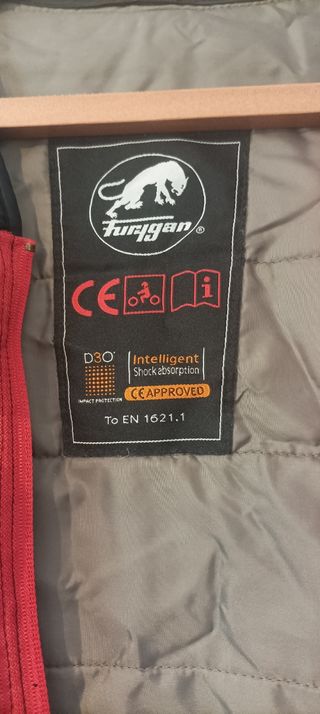 Furygan ®
CE i
D3O®
IMPACT PROTECTION
Intelligent
Shock absorption
CE APPROVED
To EN 1621.1